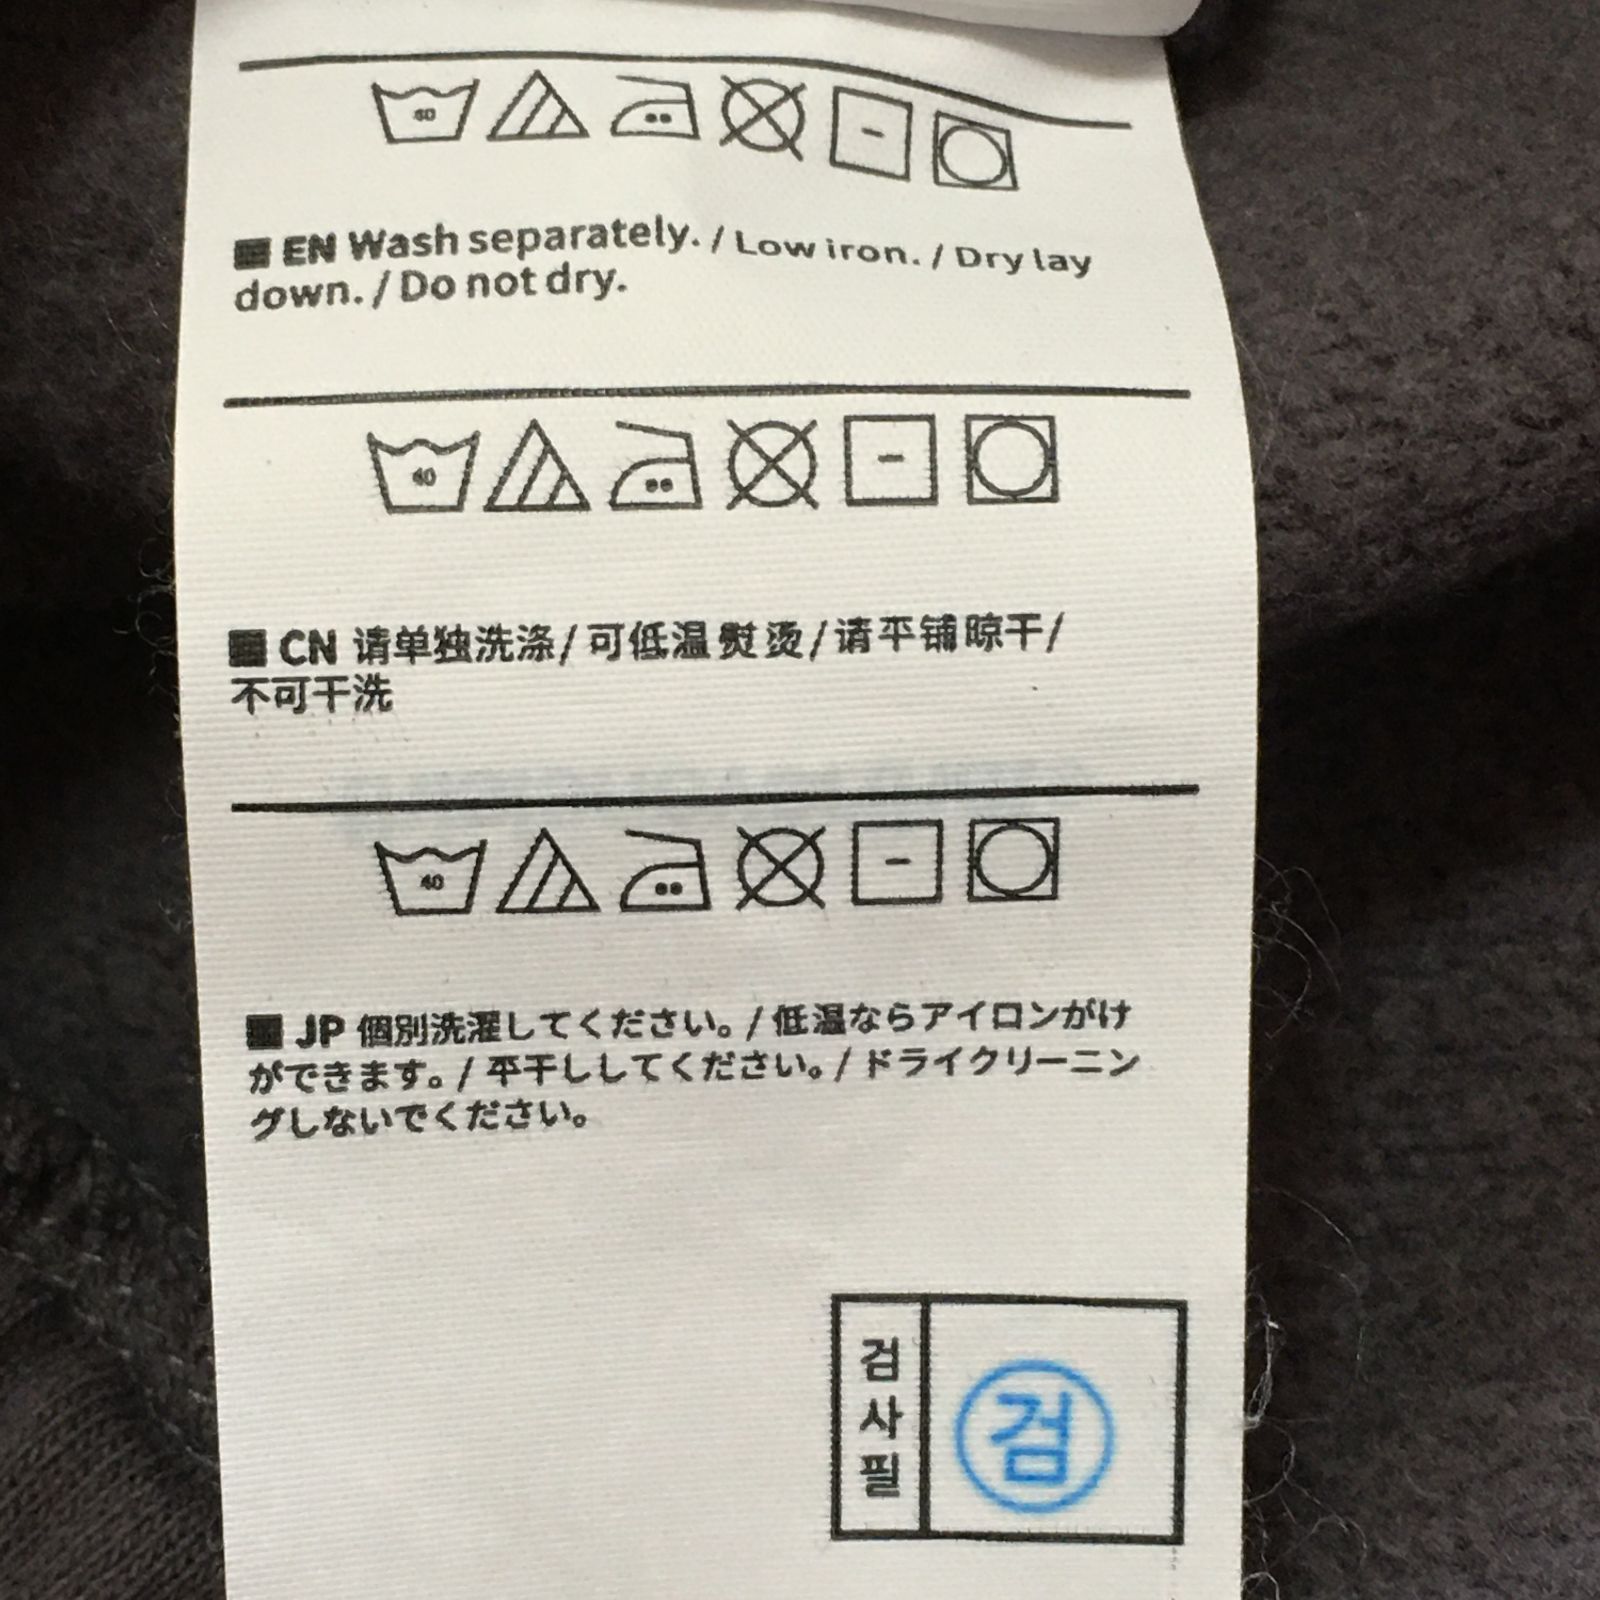 40
EN Wash separately. / Low iron. / Dry lay
down. / Do not dry.
40
CN 请单独洗涤/ 可低温熨烫/ 请平铺晾干/
不可干洗
40
JP 個別洗濯してください。/ 低温ならアイロンがけ
ができます。/ 平干ししてください。/ ドライクリーニン
グしないでください。
검사필
검